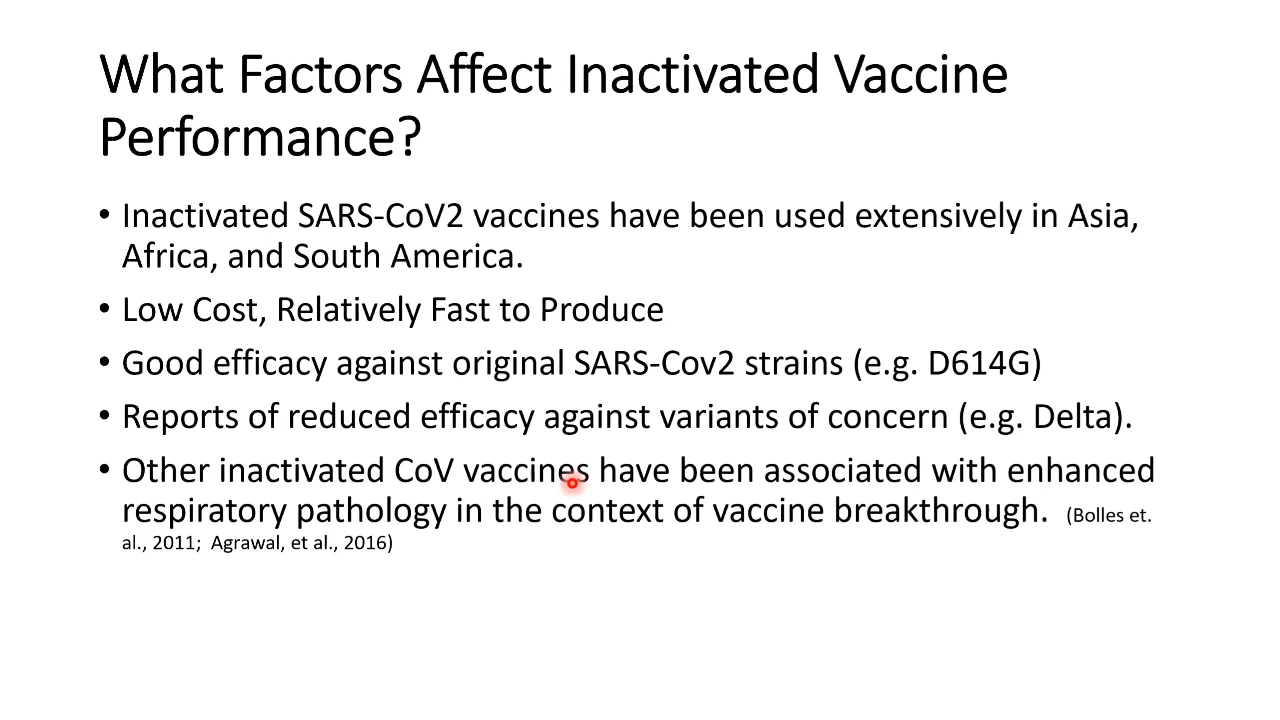 What Factors Affect Inactivated Vaccine
Performance?
• Inactivated SARS-CoV2 vaccines have been used extensively in Asia,
Africa, and South America.
• Low Cost, Relatively Fast to Produce
• Good efficacy against original SARS-Cov2 strains (e.g. D614G)
• Reports of reduced efficacy against variants of concern (e.g. Delta).
• Other inactivated CoV vaccines have been associated with enhanced
respiratory pathology in the context of vaccine breakthrough. (Bolles et.
al., 2011; Agrawal, et al., 2016)